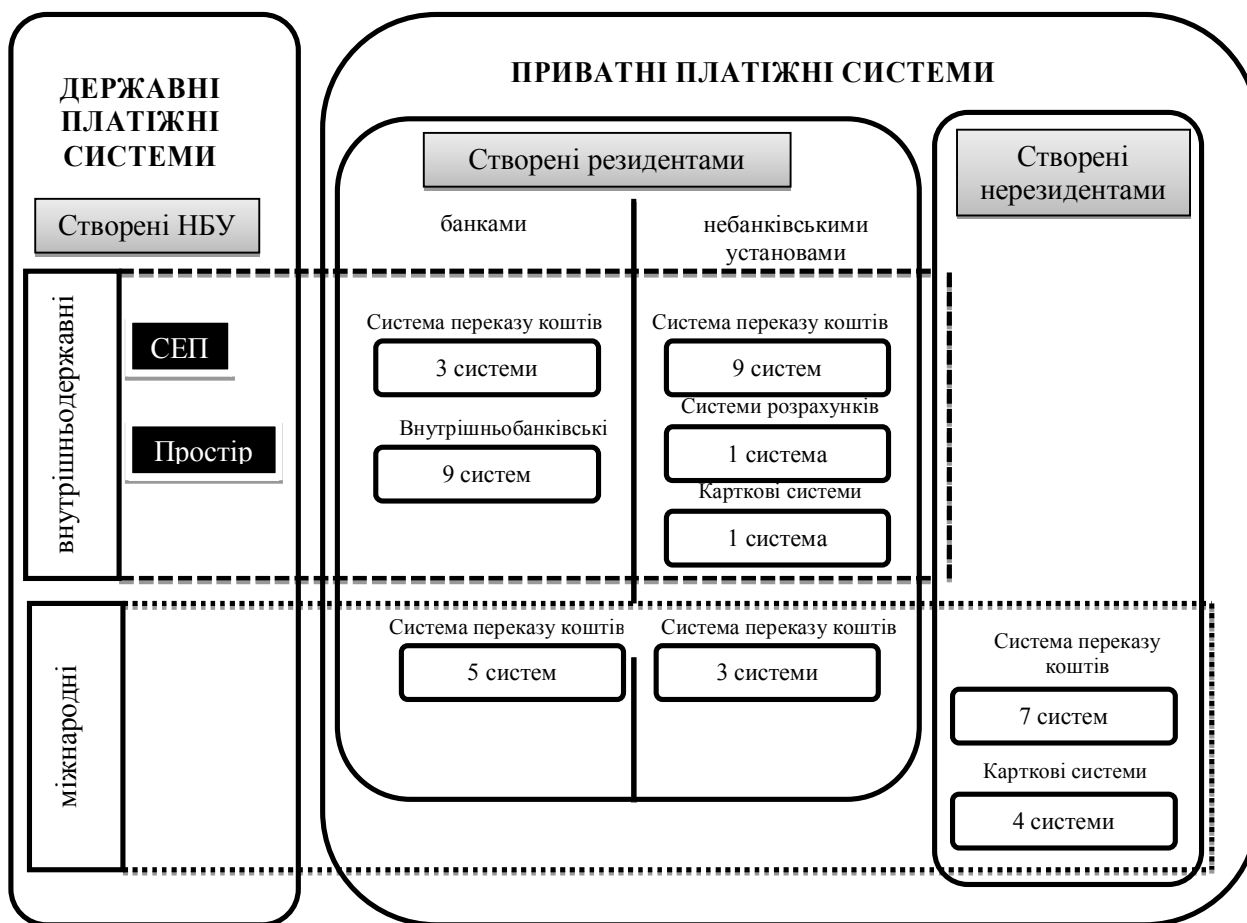 ДЕРЖАВНІ
ПЛАТІЖНІ
СИСТЕМИ
Створені НБУ
ПРИВАТНІ ПЛАТІЖНІ СИСТЕМИ
Створені резидентами
банками
небанківськими
установами
Створені
нерезидентами
внутрішньодержавні
СЕП
Простір
Система переказу коштів
3 системи
Внутрішньобанківські
9 систем
Система переказу коштів
9 систем
Системи розрахунків
1 система
Карткові системи
1 система
міжнародні
Система переказу коштів
5 систем
Система переказу коштів
3 системи
Система переказу
коштів
7 систем
Карткові системи
4 системи